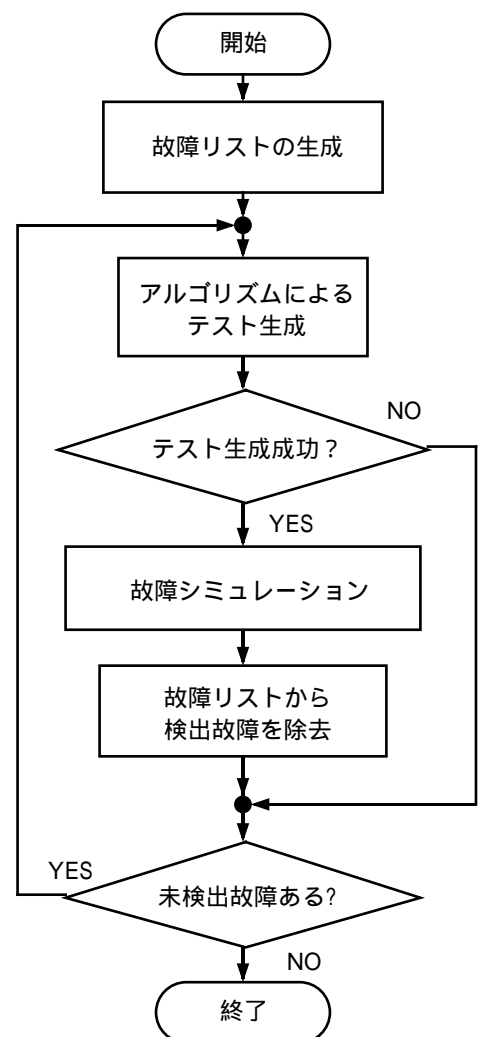 開始
故障リストの生成
アルゴリズムによる
テスト生成
NO
テスト生成成功？
YES
故障シミュレーション
故障リストから
検出故障を除去
YES
未検出故障ある?
NO
終了